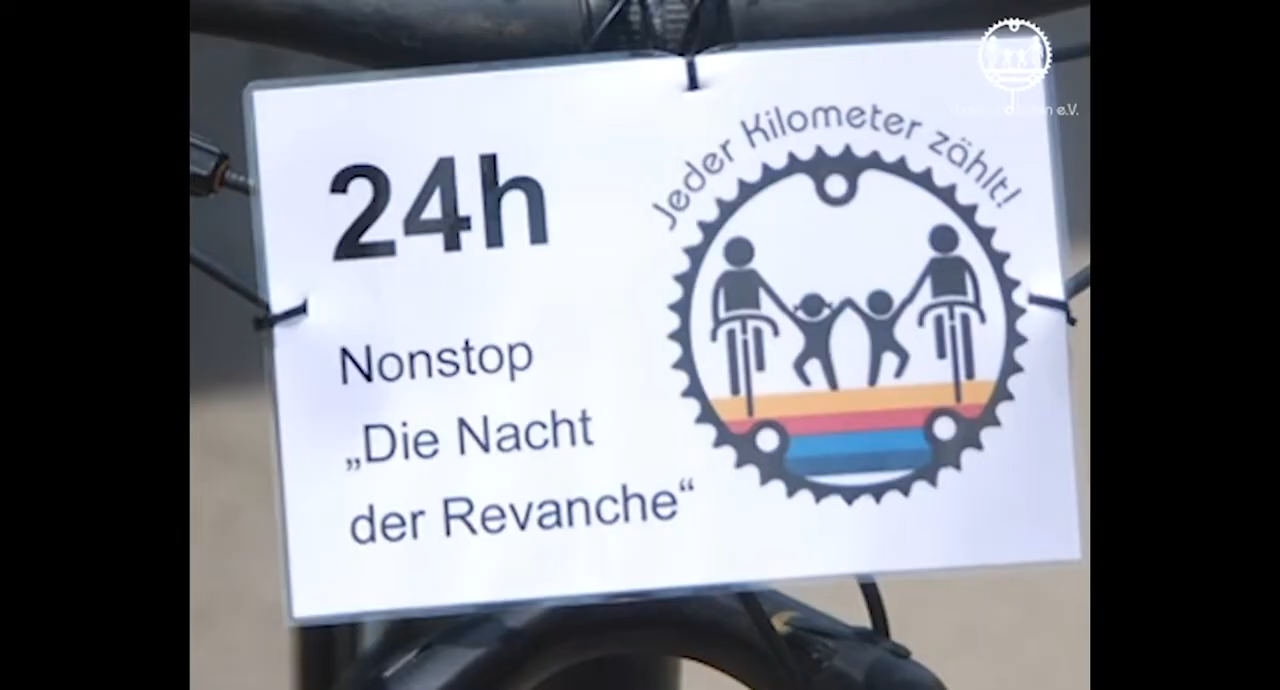 24h
Nonstop
„Die Nacht
der Revanche“
Jeder Kilometer zählt!
e.V.